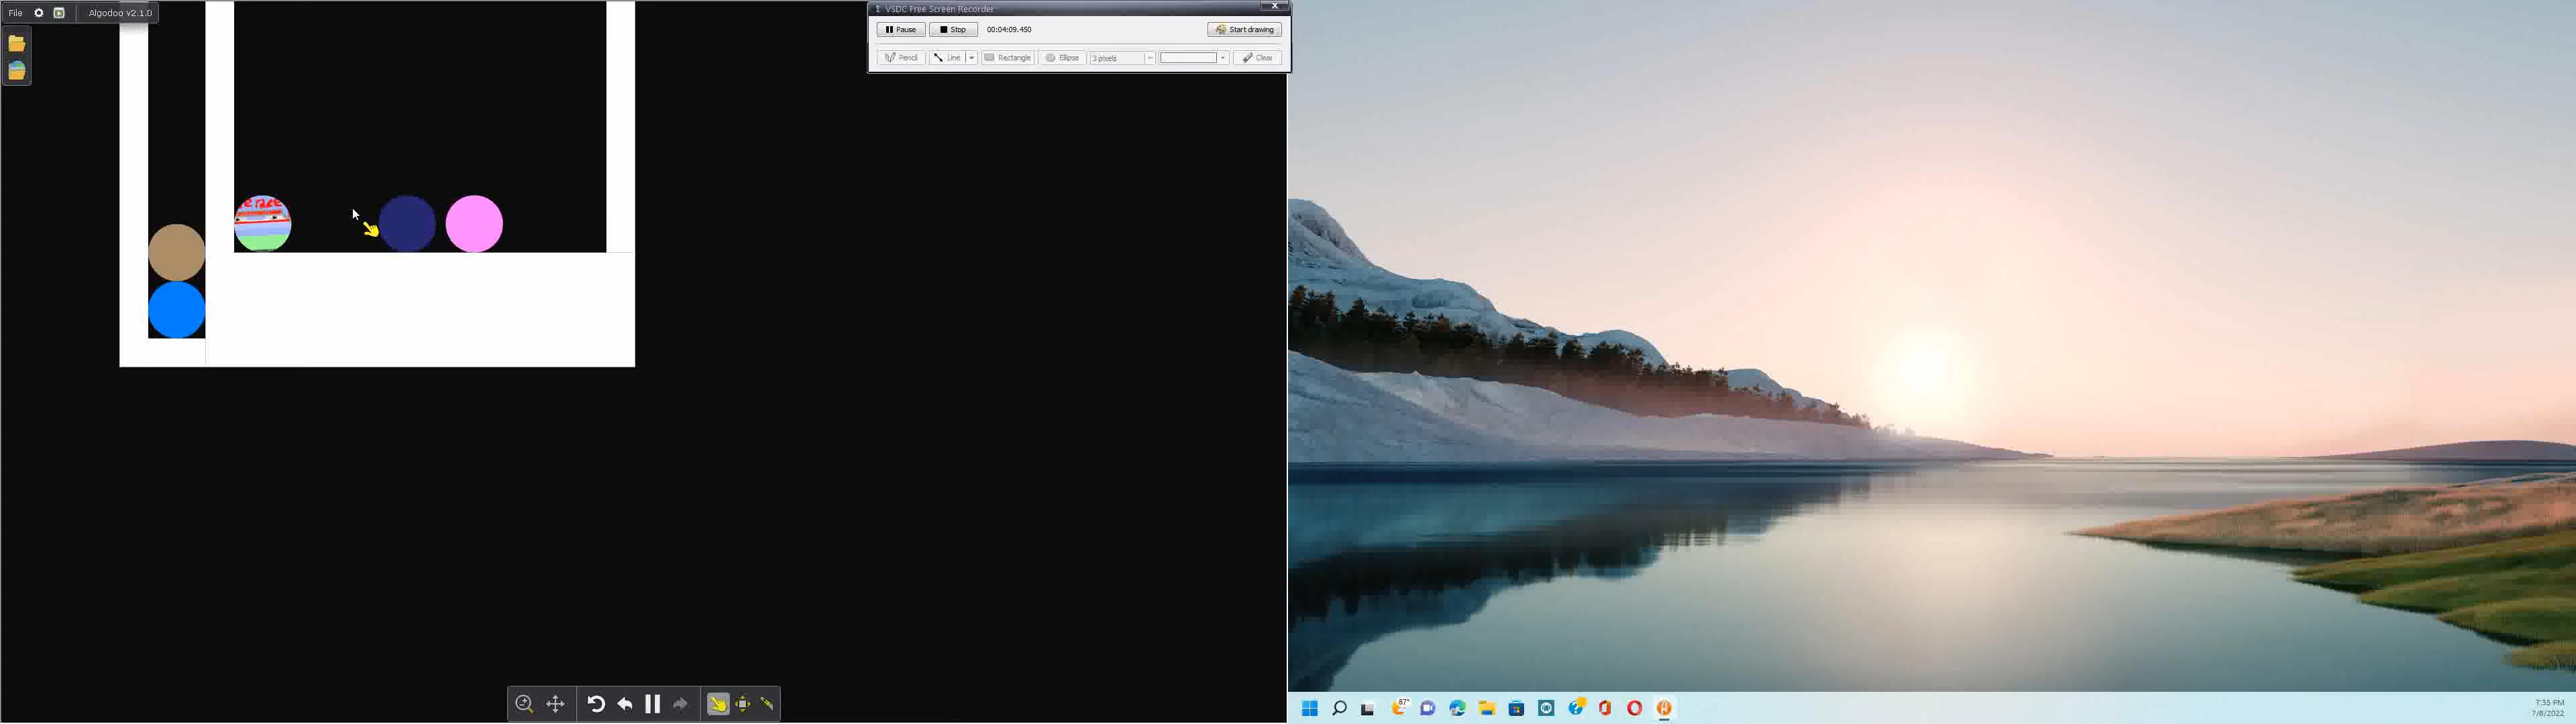 File
Algodoo v2.1.0
VSDC Free Screen Recorder
Pause
Stop
00:04:09.450
Start drawing
Pencil
Line
Rectangle
Ellipse
3 pixels
Clear
87°
7:35 PM
7/8/2022